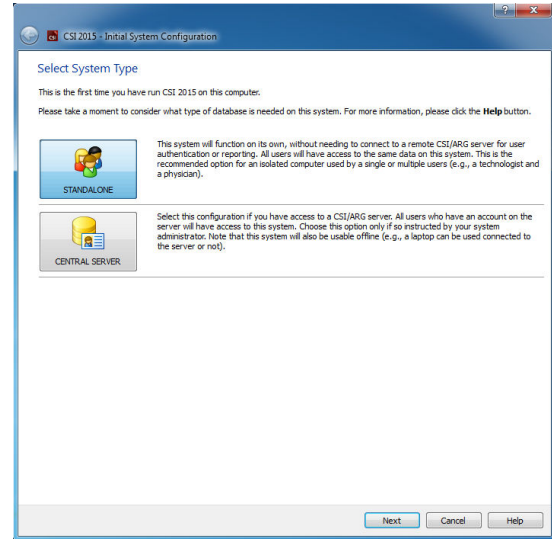 CSI 2015 - Initial System Configuration
Select System Type
This is the first time you have run CSI 2015 on this computer.
Please take a moment to consider what type of database is needed on this system. For more information, please click the Help button.
This system will function on its own, without needing to connect to a remote CSI/ARG server for user
authentication or reporting. All users will have access to the same data on this system. This is the
recommended option for an isolated computer used by a single or multiple users (e.g., a technologist and
a physician).
STANDALONE
Select this configuration if you have access to a CSI/ARG server. All users who have an account on the
server will have access to this system. Choose this option only if so instructed by your system
administrator. Note that this system will also be usable offline (e.g., a laptop can be used connected to
the server or not).
CENTRAL SERVER
Next
Cancel
Help